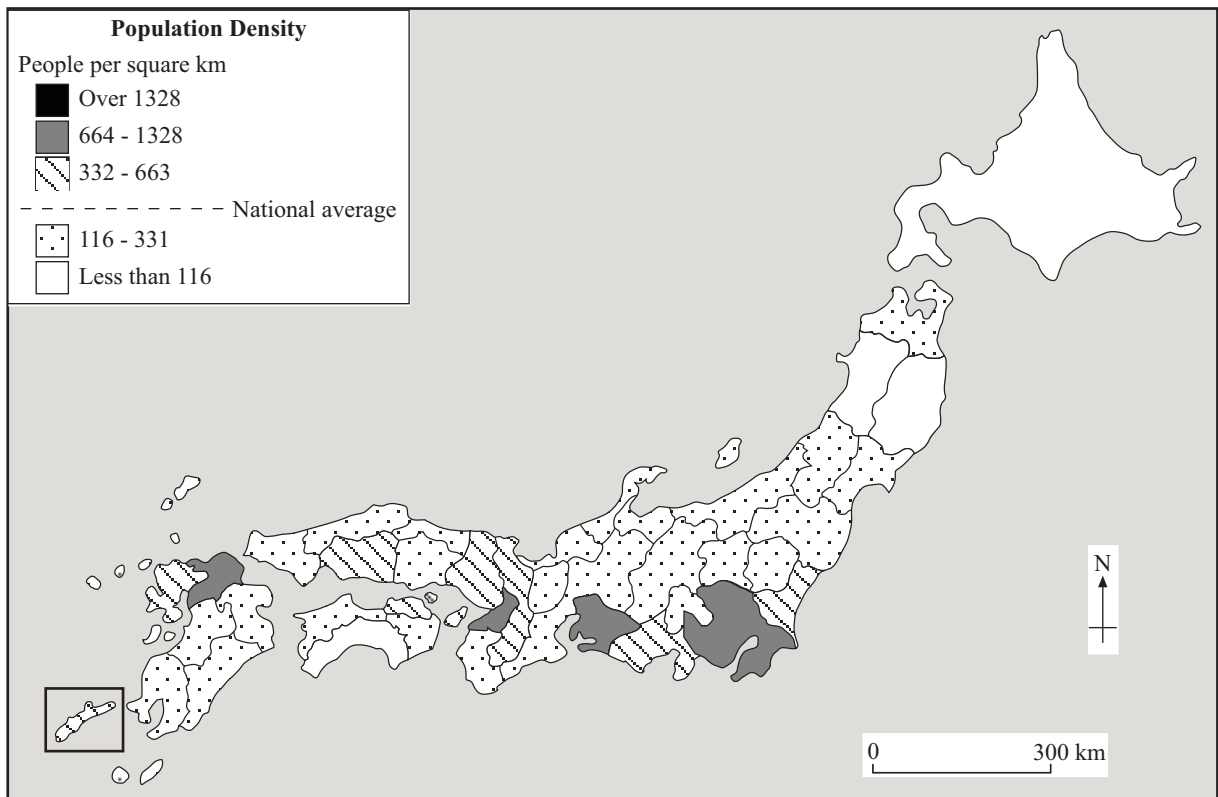 Population Density
People per square km
Over 1328
664 - 1328
332 - 663
National average
116 - 331
Less than 116
N
0 300 km